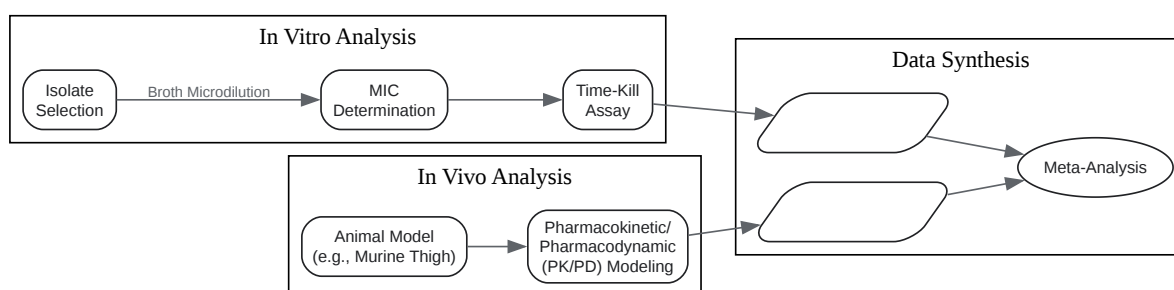 In Vitro Analysis
Isolate
Selection
Broth Microdilution
MIC
Determination
Time-Kill
Assay
In Vivo Analysis
Animal Model
(e.g., Murine Thigh)
Pharmacokinetic/
Pharmacodynamic
(PK/PD) Modeling
Data Synthesis
Meta-Analysis